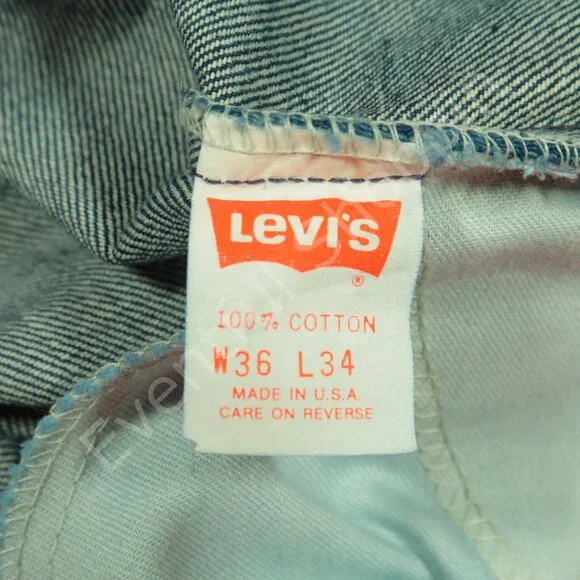 Levi's
®
100% COTTON
W36 L34
MADE IN U.S.A.
CARE ON REVERSE